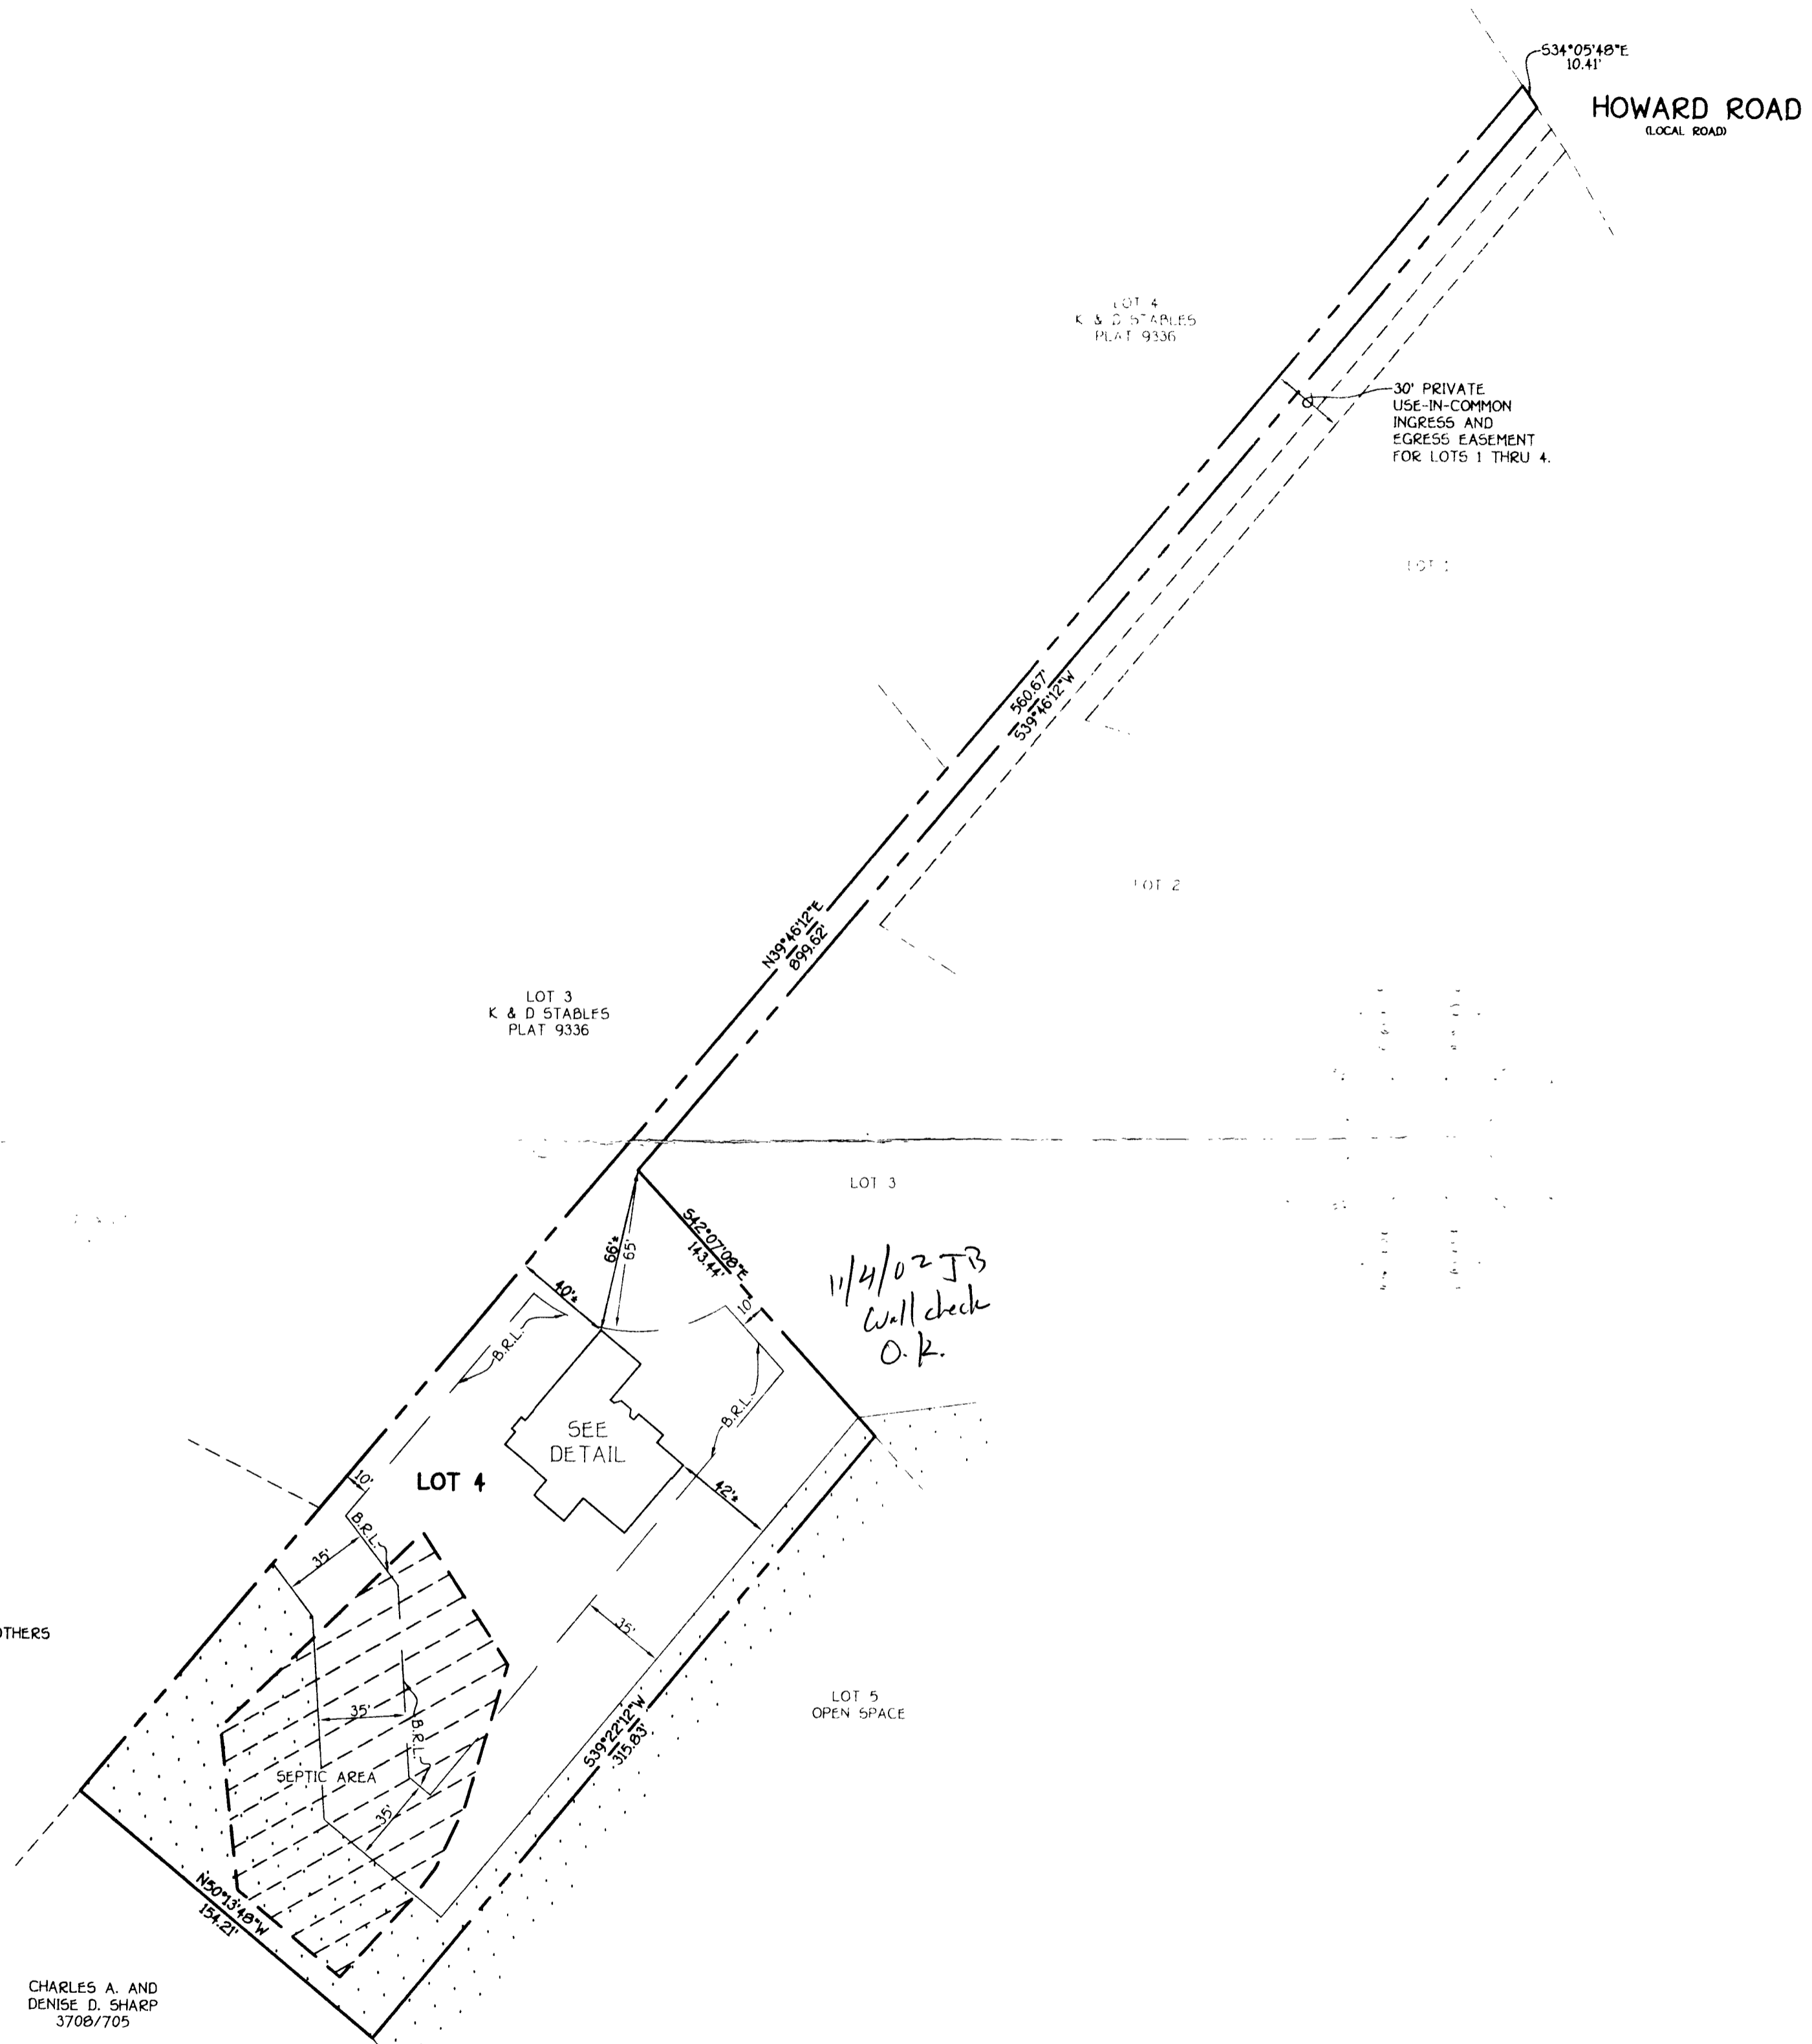 S34°05'48"E
10.41'
HOWARD ROAD
(LOCAL ROAD)
LOT 4
K & D STABLES
PLAT 9336
30' PRIVATE
USE-IN-COMMON
INGRESS AND
EGRESS EASEMENT
FOR LOTS 1 THRU 4.
LOT 1
560.67'
S39°46'12"W
LOT 2
N39°46'12"E
899.62'
LOT 3
K & D STABLES
PLAT 9336
LOT 3
S42°07'08"E
143.44'
66'±
65'
40'±
10'
11/4/02 JB
Wall check
O.K.
B.R.L.
B.R.L.
SEE
DETAIL
LOT 4
10'
42'±
B.R.L.
35'
35'
OTHERS
35'
B.R.L.
LOT 5
OPEN SPACE
S39°22'12"W
315.83'
SEPTIC AREA
35'
N50°13'48"W
154.21'
CHARLES A. AND
DENISE D. SHARP
3708/705